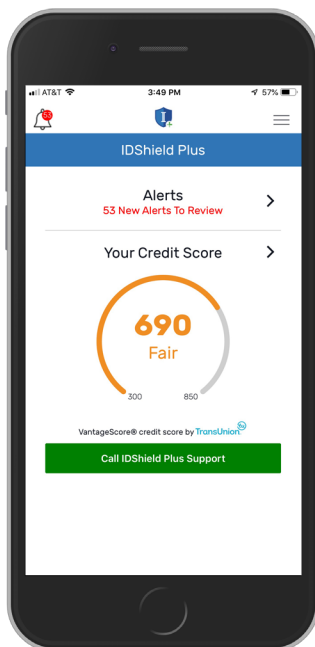 AT&T 3:49 PM 57%
53
I
IDShield Plus
Alerts
53 New Alerts To Review
Your Credit Score
690
Fair
300 850
VantageScore® credit score by TransUnion tu
Call IDShield Plus Support